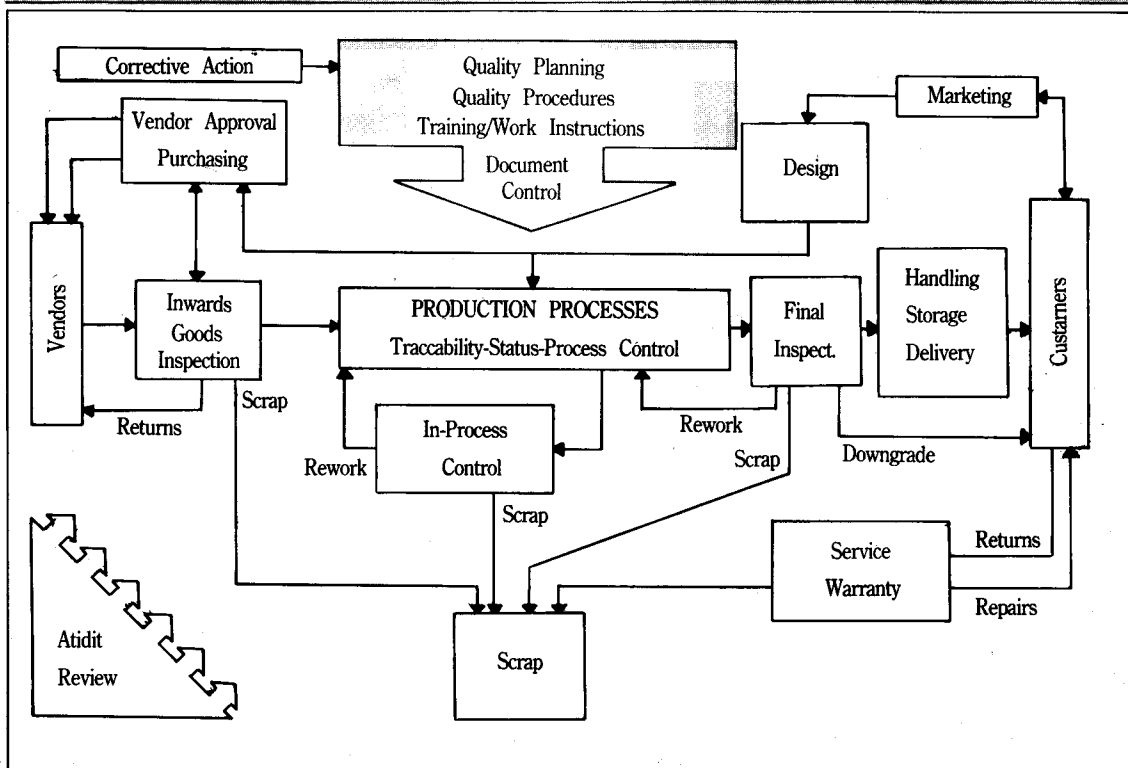 Corrective Action
Quality Planning
Quality Procedures
Training/Work Instructions
Document
Control
Marketing
Vendor Approval
Purchasing
Design
Vendors
Inwards
Goods
Inspection
PRODUCTION PROCESSES
Traccability-Status-Process Control
Final
Inspect.
Handling
Storage
Delivery
Custarners
Returns
Scrap
Rework
In-Process
Control
Rework
Scrap
Downgrade
Scrap
Service
Warranty
Returns
Repairs
Atidit
Review
Scrap